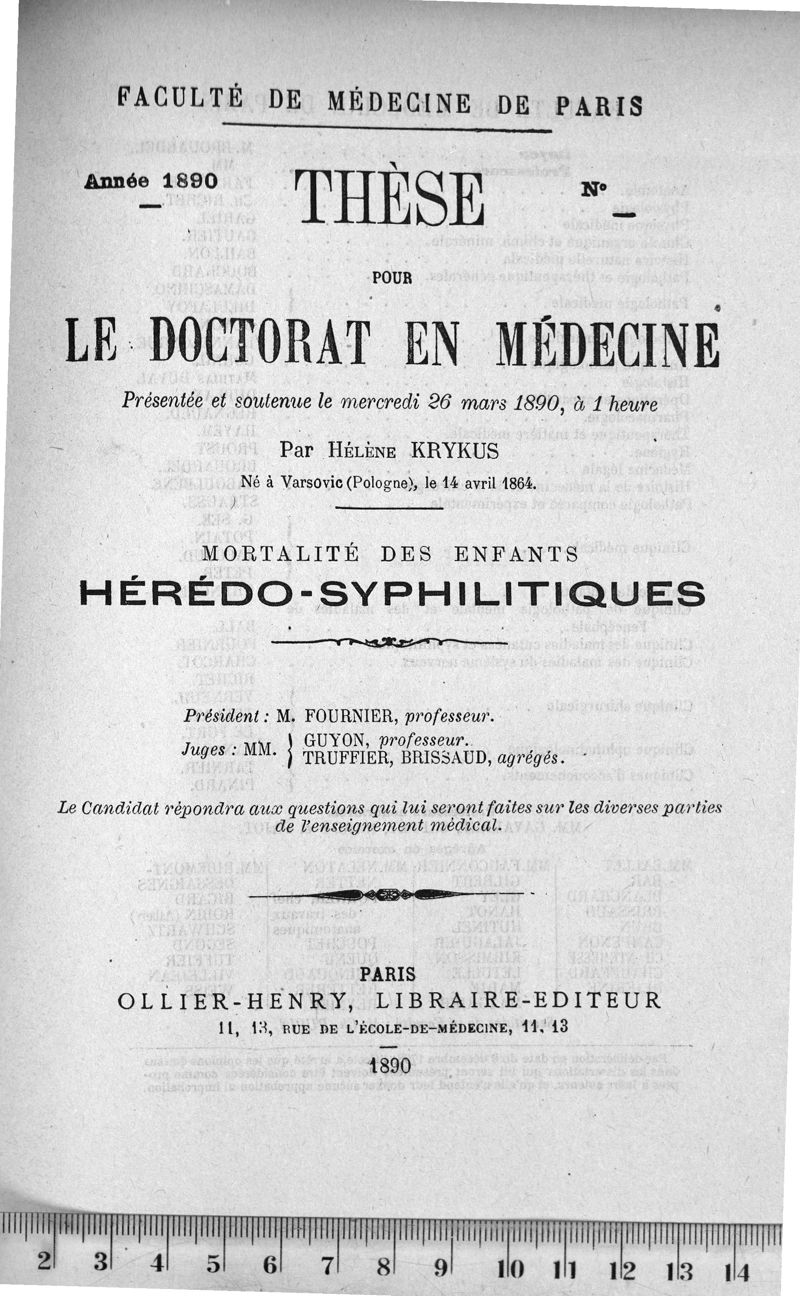 FACULTÉ DE MÉDECINE DE PARIS
Année 1890 THÈSE N°
POUR
LE DOCTORAT EN MÉDECINE
Présentée et soutenue le mercredi 26 mars 1890, à 1 heure
Par HÉLÈNE KRYKUS
Né à Varsovic (Pologne), le 14 avril 1864.
MORTALITÉ DES ENFANTS
HÉRÉDO-SYPHILITIQUES
Président : M. FOURNIER, professeur.
Juges : MM. } GUYON, professeur.
TRUFFIER, BRISSAUD, agrégés.
Le Candidat répondra aux questions qui lui seront faites sur les diverses parties
de l'enseignement médical.
PARIS
OLLIER-HENRY, LIBRAIRE-EDITEUR
11, 13, RUE DE L'ÉCOLE-DE-MÉDECINE, 11, 13
1890
2 3 4 5 6 7 8 9 10 11 12 13 14